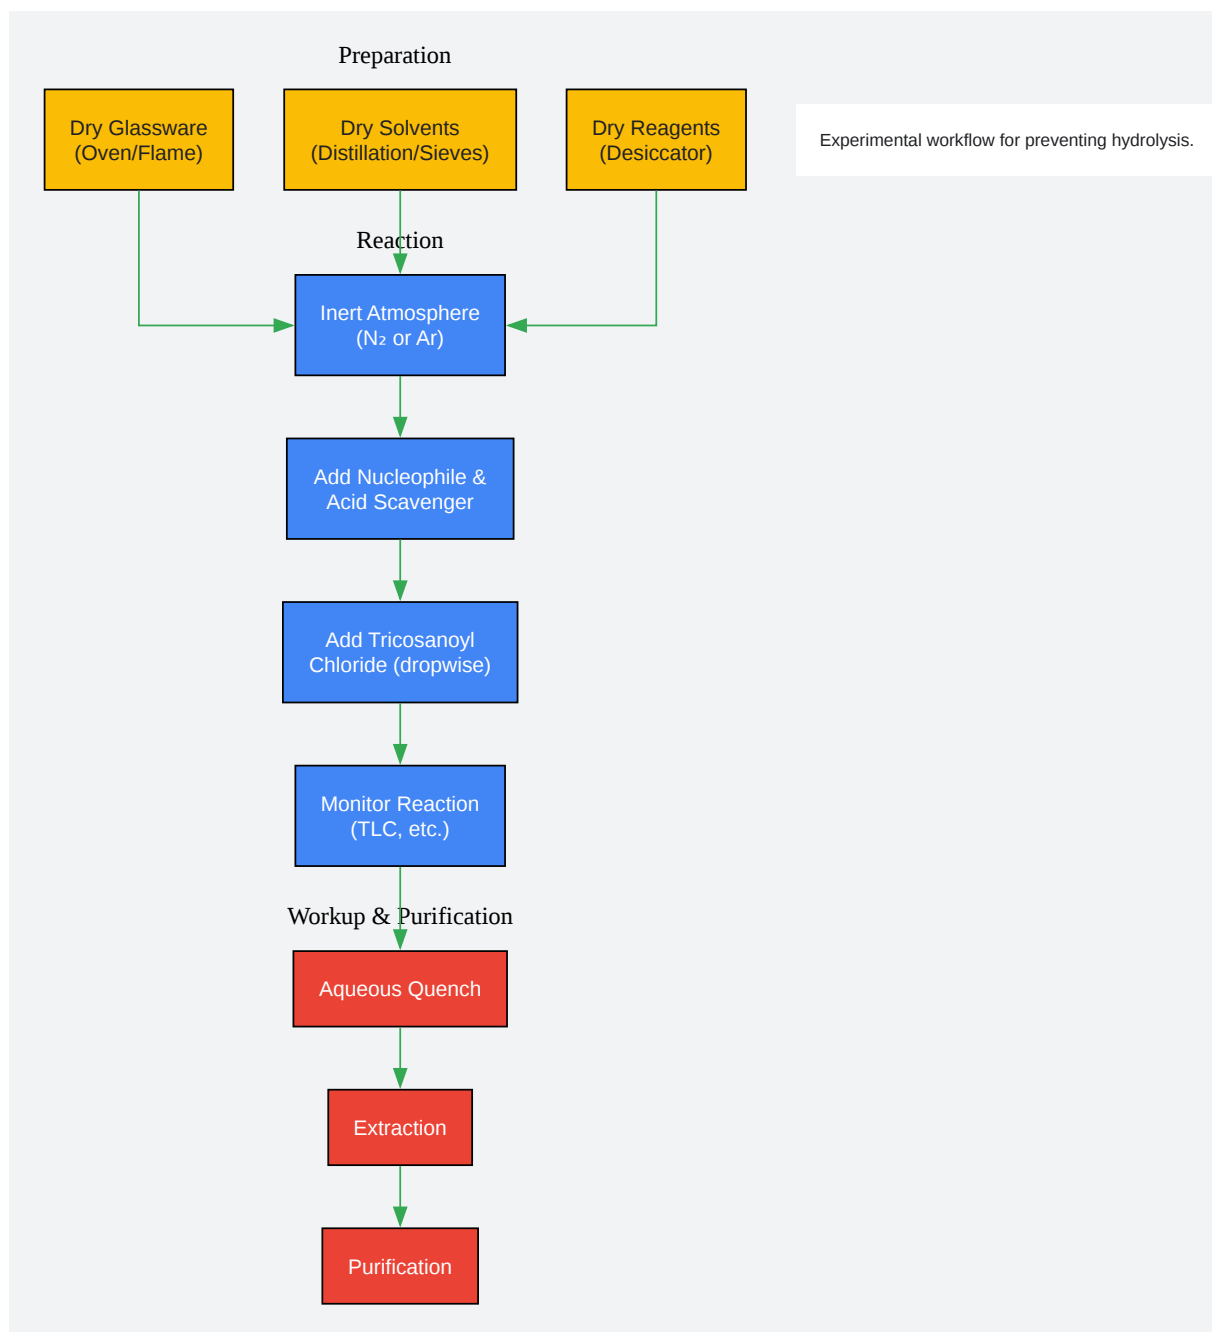 Preparation
Dry Glassware
(Oven/Flame)
Dry Solvents
(Distillation/Sieves)
Dry Reagents
(Desiccator)
Experimental workflow for preventing hydrolysis.
Reaction
Inert Atmosphere
(N₂ or Ar)
Add Nucleophile &
Acid Scavenger
Add Tricosanoyl
Chloride (dropwise)
Monitor Reaction
(TLC, etc.)
Workup & Purification
Aqueous Quench
Extraction
Purification